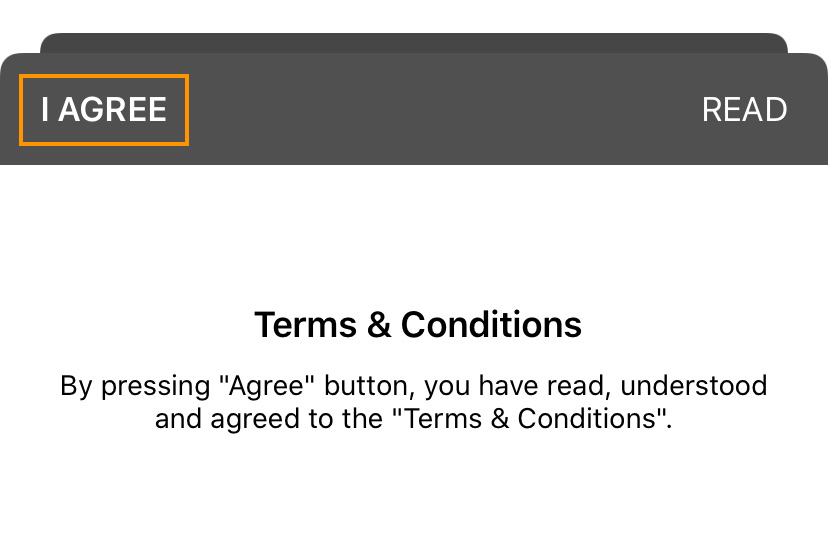 I AGREE
READ
Terms & Conditions
By pressing "Agree" button, you have read, understood
and agreed to the "Terms & Conditions".